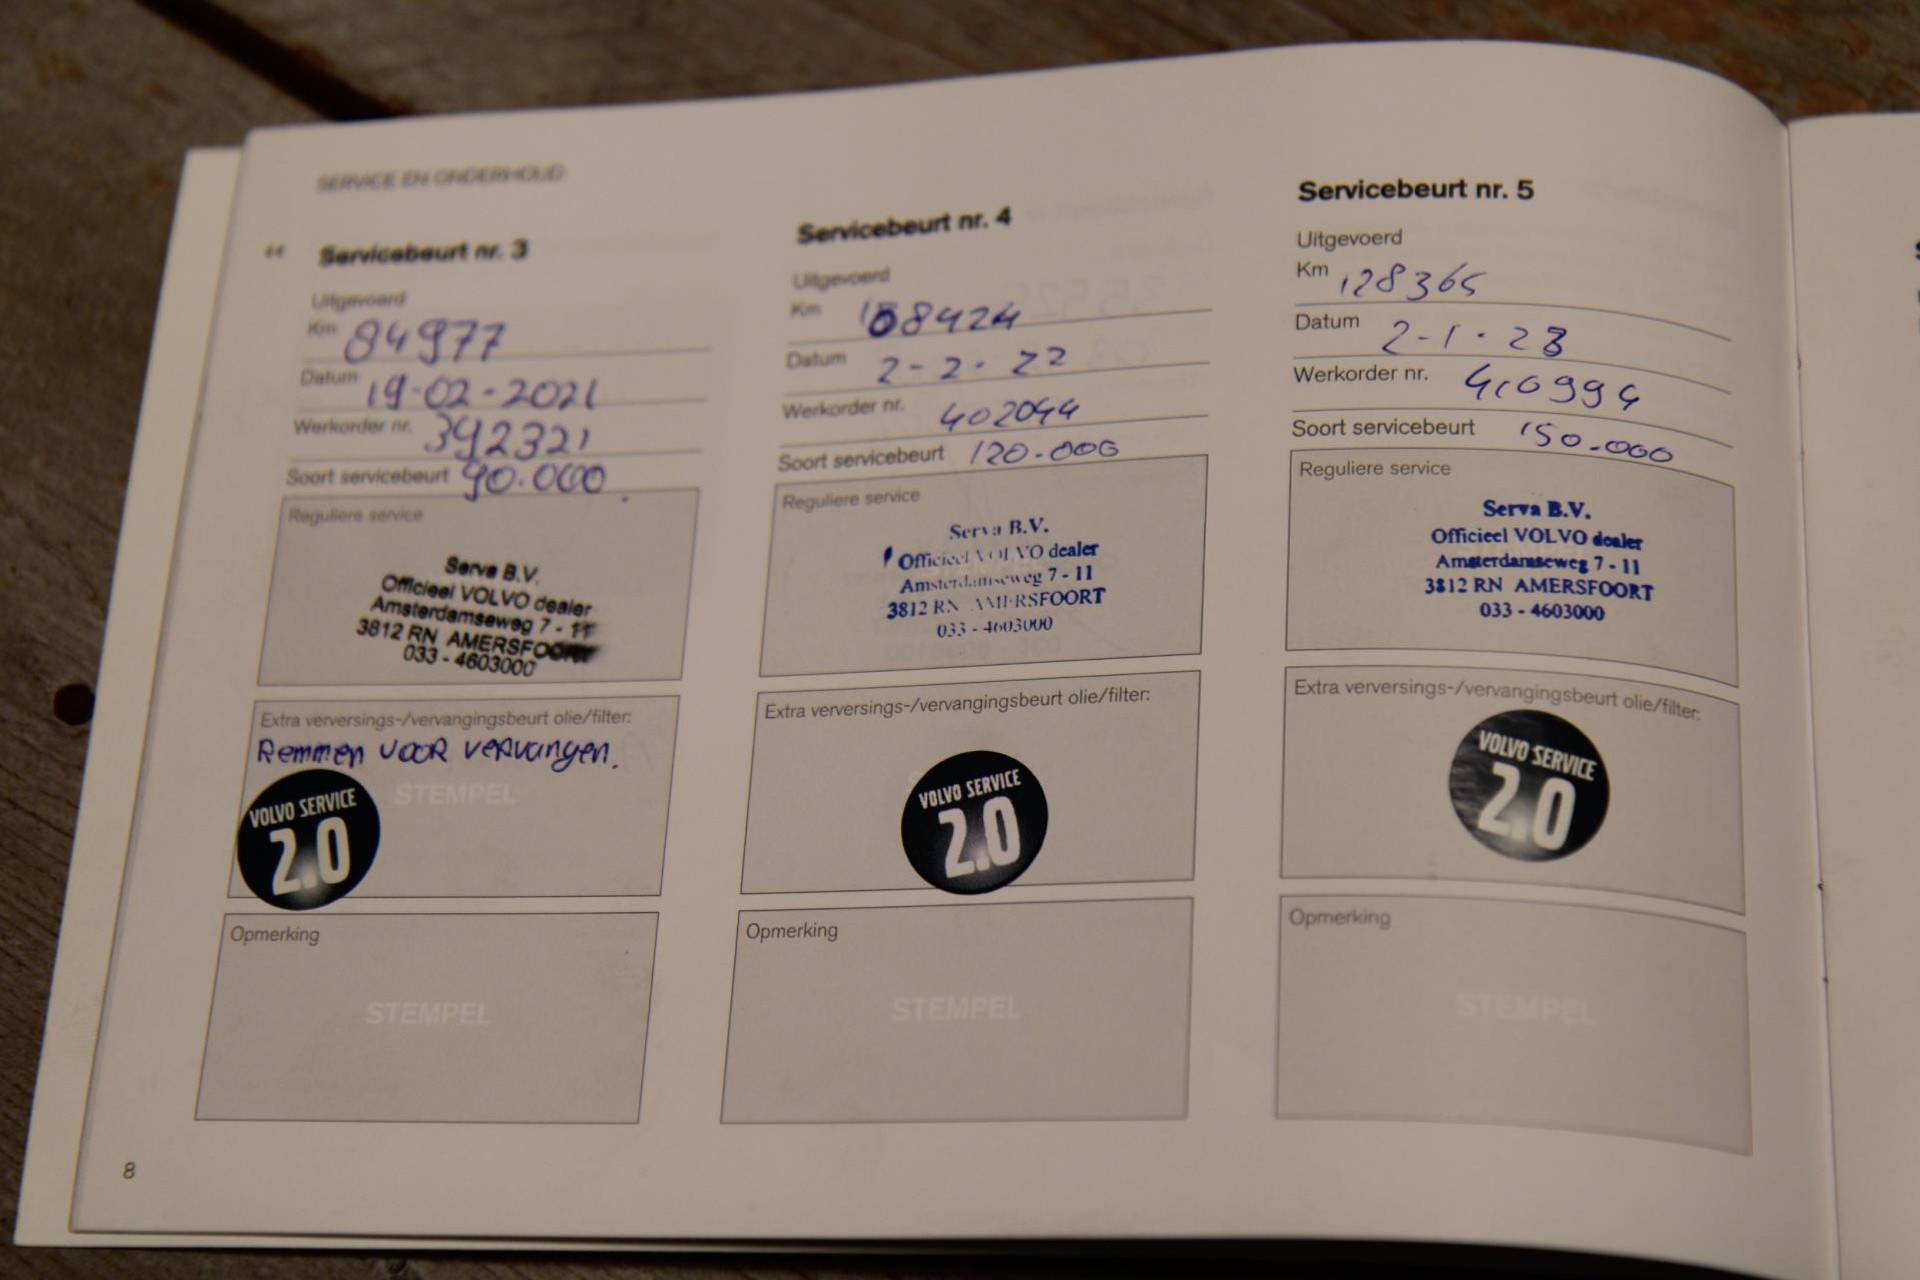 SERVICE EN ONDERHOUD
Servicebeurt nr. 3
Uitgevoerd
Km 84977
Datum 19-02-2021
Werkorder nr. 392321
Soort servicebeurt 90.000
Reguliere service
Serva B.V.
Officieel VOLVO dealer
Amsterdamseweg 7 - 11
3812 RN AMERSFOORT
033 - 4603000
Extra verversings-/vervangingsbeurt olie/filter:
Remmen voor vervangen.
STEMPEL
VOLVO SERVICE
2.0
Opmerking
STEMPEL
Servicebeurt nr. 4
Uitgevoerd
Km 108424
Datum 2-2-22
Werkorder nr. 402044
Soort servicebeurt 120.000
Reguliere service
Serva B.V.
Officieel VOLVO dealer
Amsterdamseweg 7 - 11
3812 RN AMERSFOORT
033 - 4603000
Extra verversings-/vervangingsbeurt olie/filter:
VOLVO SERVICE
2.0
Opmerking
STEMPEL
Servicebeurt nr. 5
Uitgevoerd
Km 128365
Datum 2-1-23
Werkorder nr. 410994
Soort servicebeurt 150.000
Reguliere service
Serva B.V.
Officieel VOLVO dealer
Amsterdamseweg 7 - 11
3812 RN AMERSFOORT
033 - 4603000
Extra verversings-/vervangingsbeurt olie/filter:
VOLVO SERVICE
2.0
Opmerking
STEMPEL
8